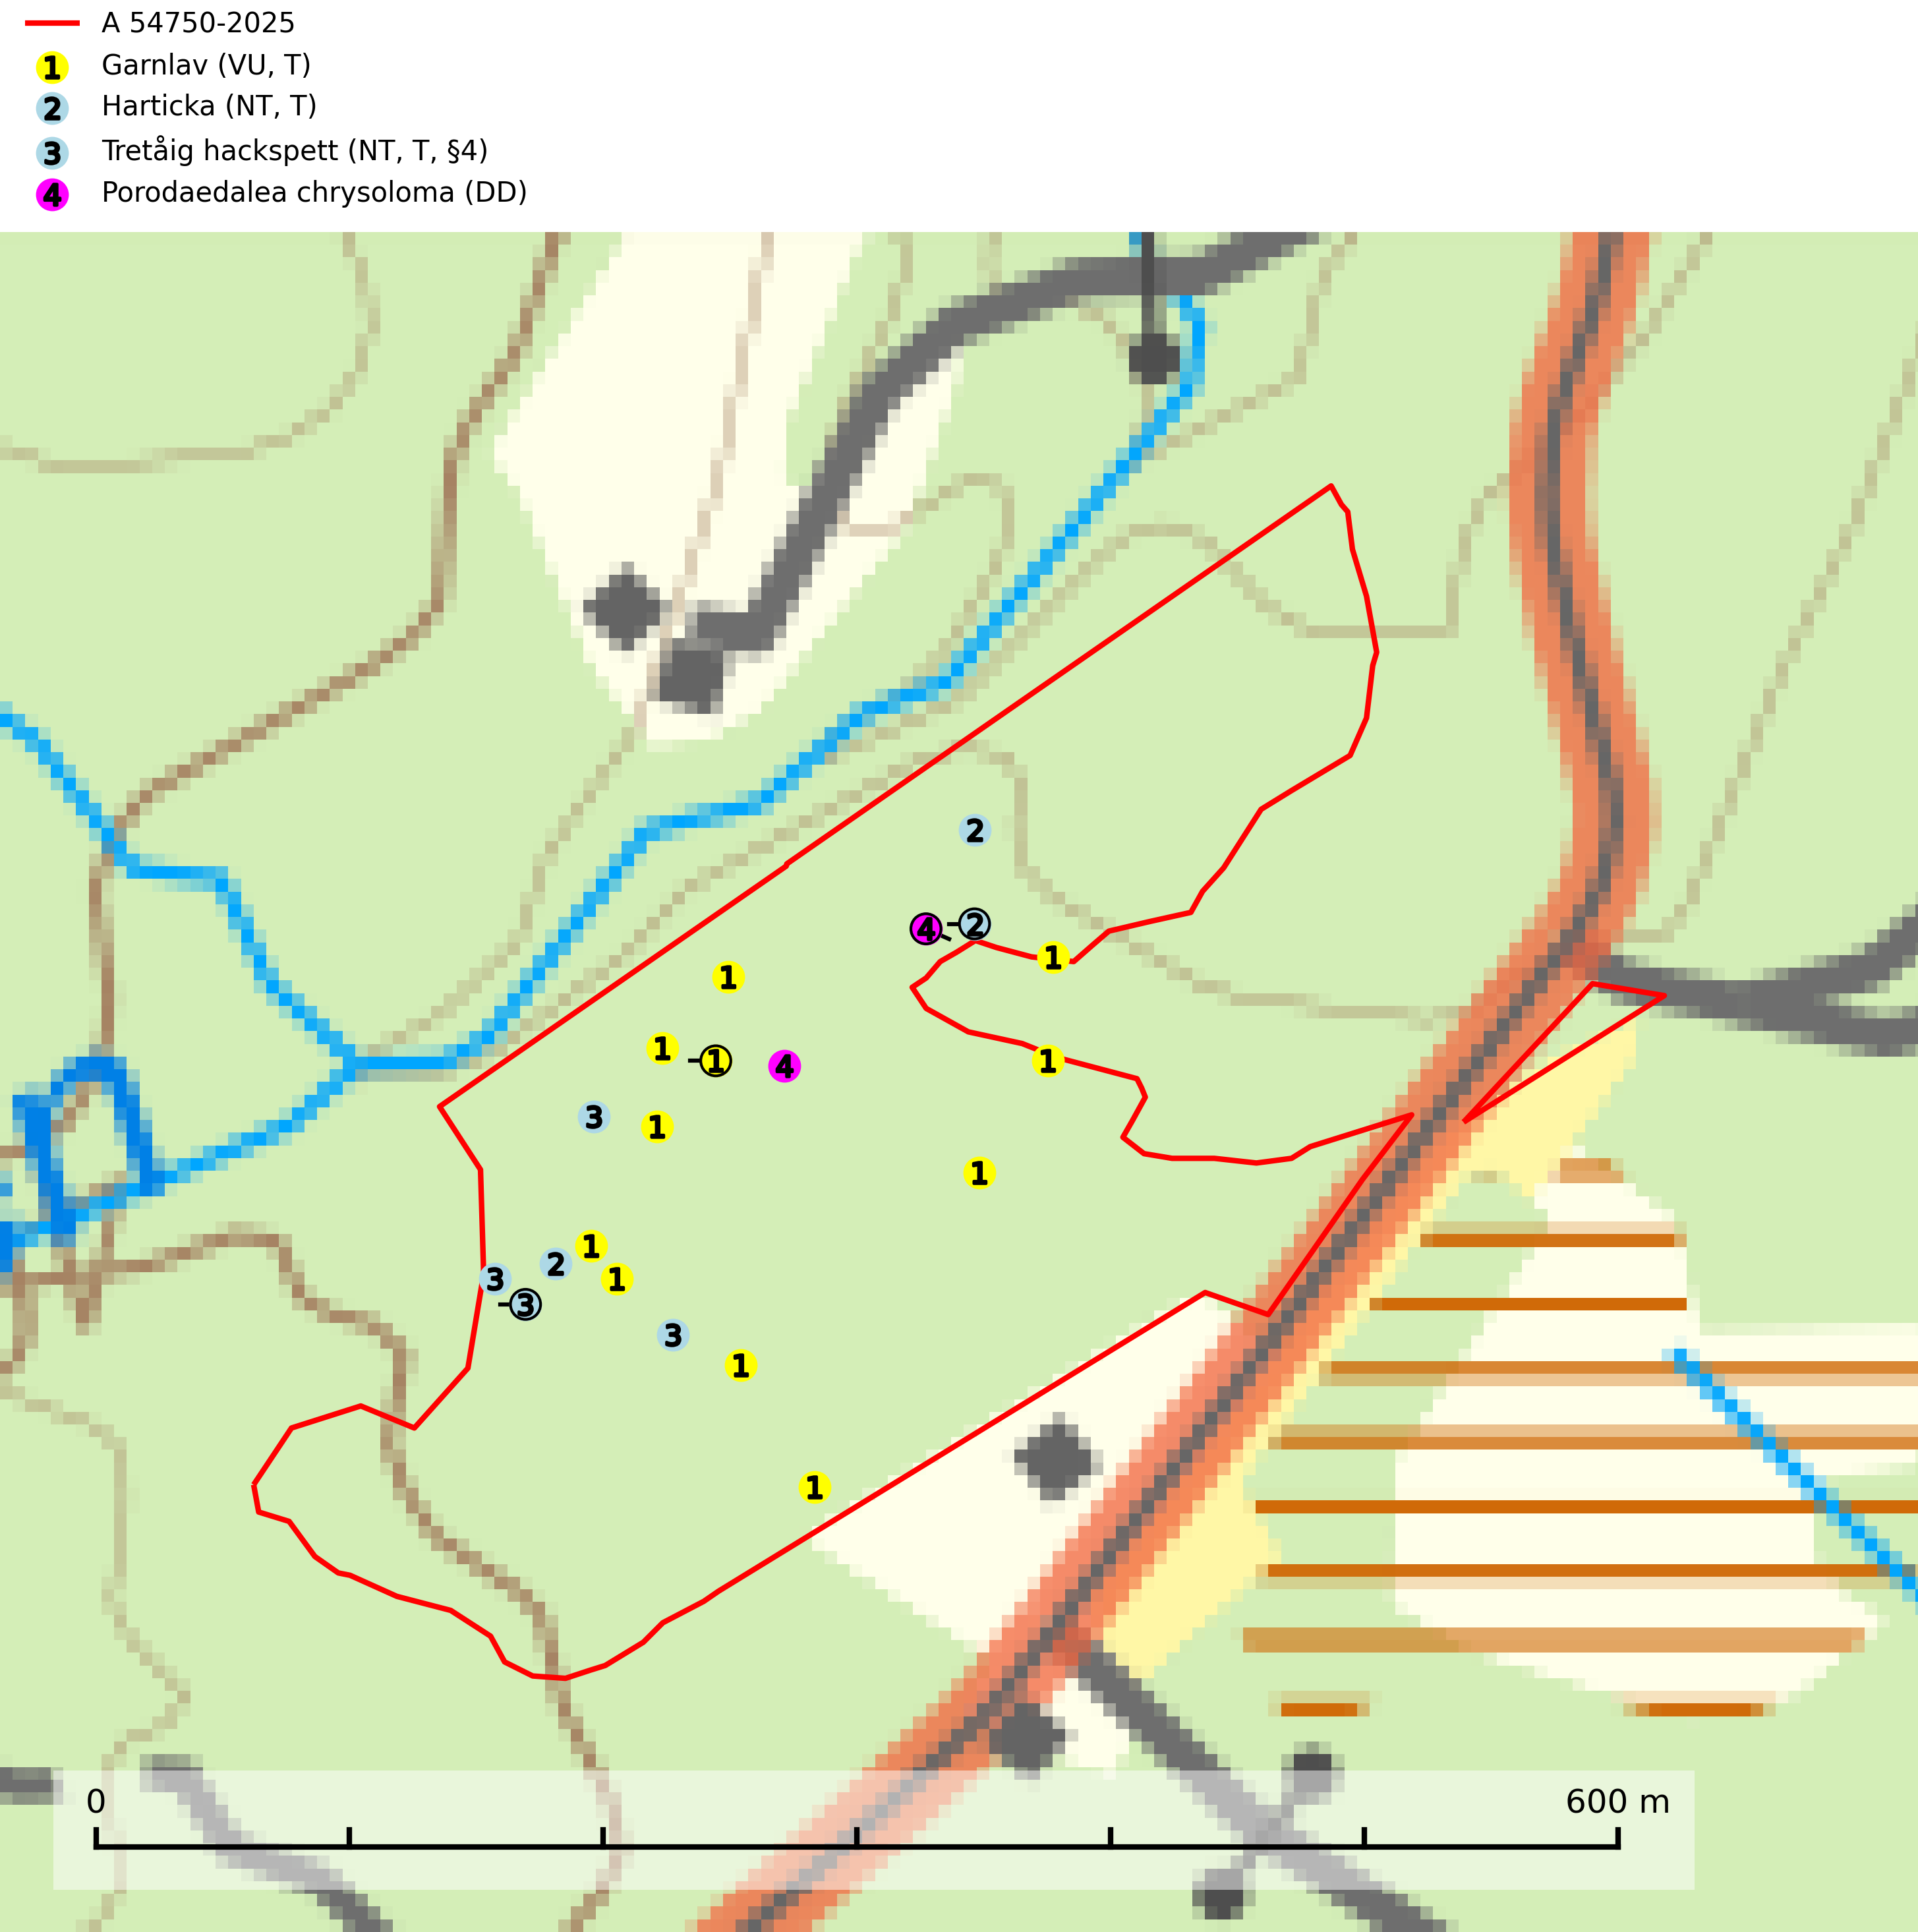 A 54750-2025
1 Garnlav (VU, T)
2 Harticka (NT, T)
3 Tretåig hackspett (NT, T, §4)
4 Porodaedalea chrysoloma (DD)
2
4 2
1
1
1 1 4 1
3 1
1
1
2 1
3
3
3
1
1
0 600 m